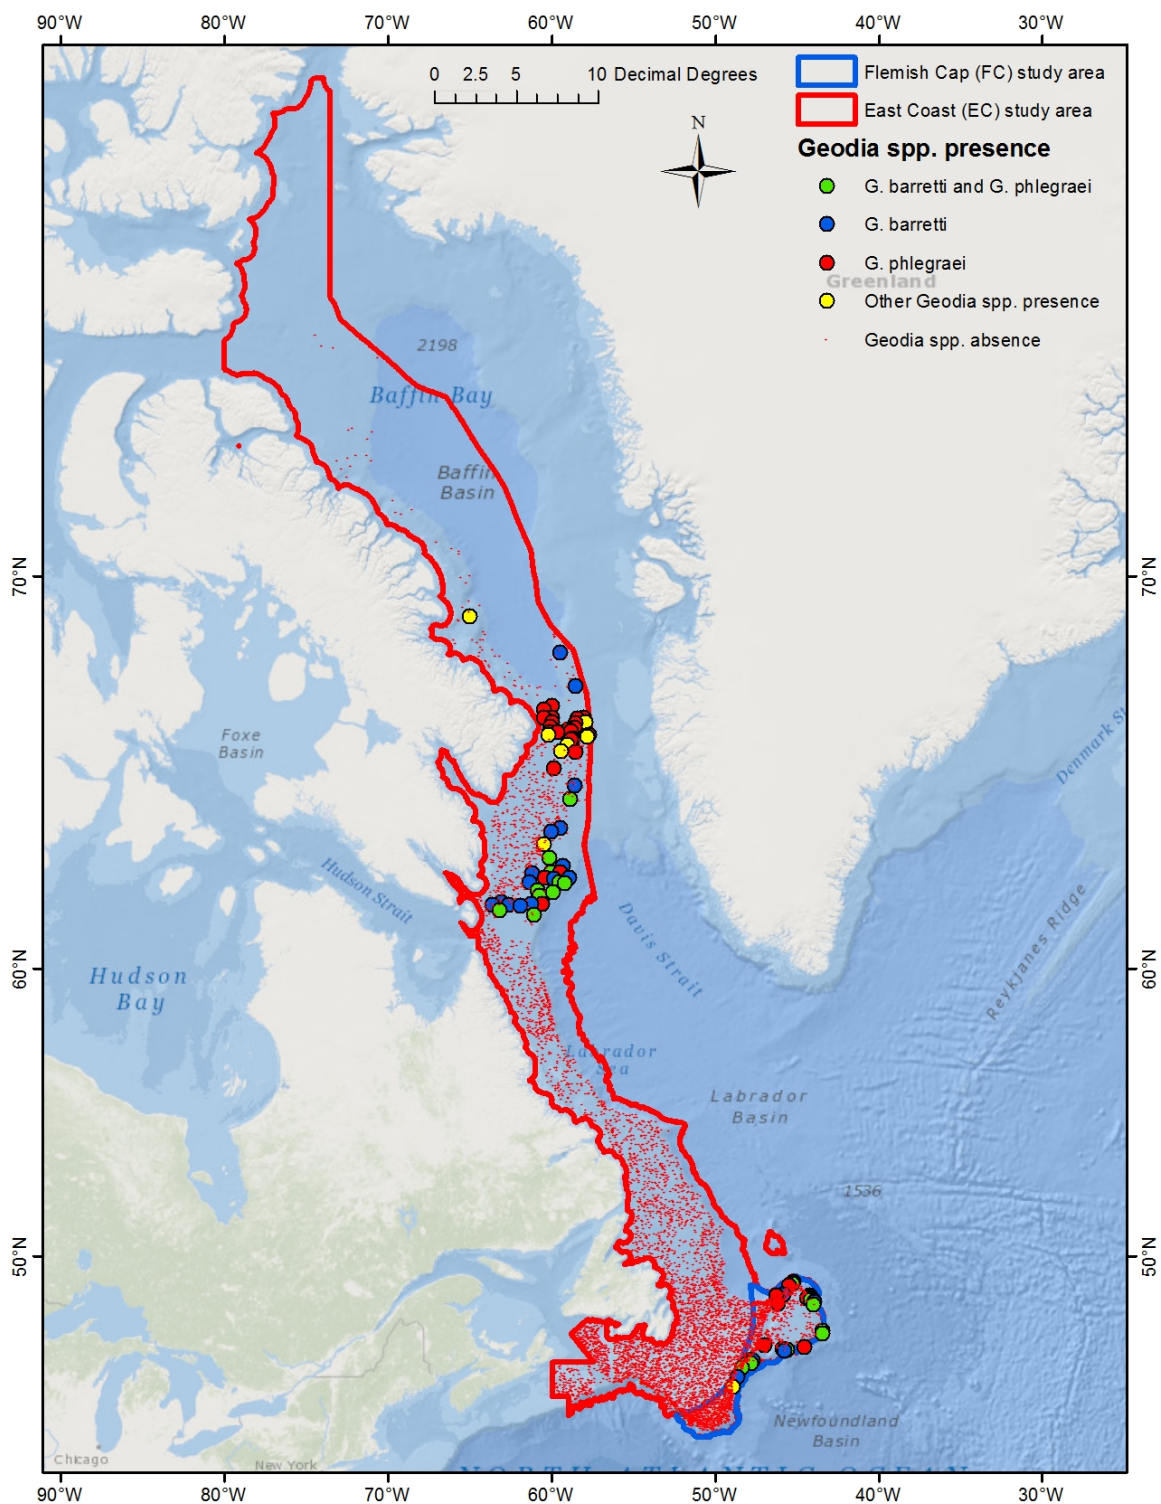 90°W 80°W 70°W 60°W 50°W 40°W 30°W
0 2.5 5 10 Decimal Degrees
N
Flemish Cap (FC) study area
East Coast (EC) study area
Geodia spp. presence
G. barretti and G. phlegraei
G. barretti
G. phlegraei
Greenland
Other Geodia spp. presence
Geodia spp. absence
2198
Baffin Bay
Baffin
Basin
70°N 70°N
Foxe
Basin
Denmark St
Hudson Strait
Davis Strait
Reykjanes Ridge
60°N 60°N
Hudson
Bay
Labrador
Sea
Labrador
Basin
1536
50°N 50°N
Newfoundland
Basin
Chicago
New York
NORTH ATLANTIC OCEAN
90°W 80°W 70°W 60°W 50°W 40°W 30°W